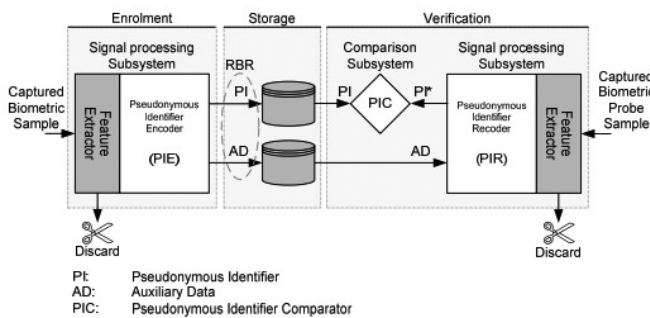 Enrolment
Storage
Verification
Signal processing
Subsystem
Comparison
Subsystem
Signal processing
Subsystem
RBR
Captured
Biometric
Sample
Feature
Extractor
Pseudonymous
Identifier
Encoder
(PIE)
PI
AD
PI
PIC
PI*
AD
Pseudonymous
Identifier
Recoder
(PIR)
Feature
Extractor
Captured
Biometric
Probe
Sample
Discard
Discard
PI: Pseudonymous Identifier
AD: Auxiliary Data
PIC: Pseudonymous Identifier Comparator